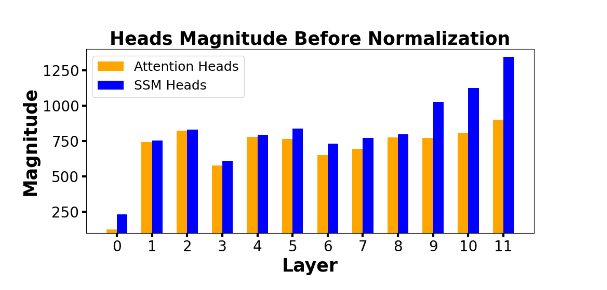 Heads Magnitude Before Normalization
Attention Heads
SSM Heads
Magnitude
1250
1000
750
500
250
0 1 2 3 4 5 6 7 8 9 10 11
Layer